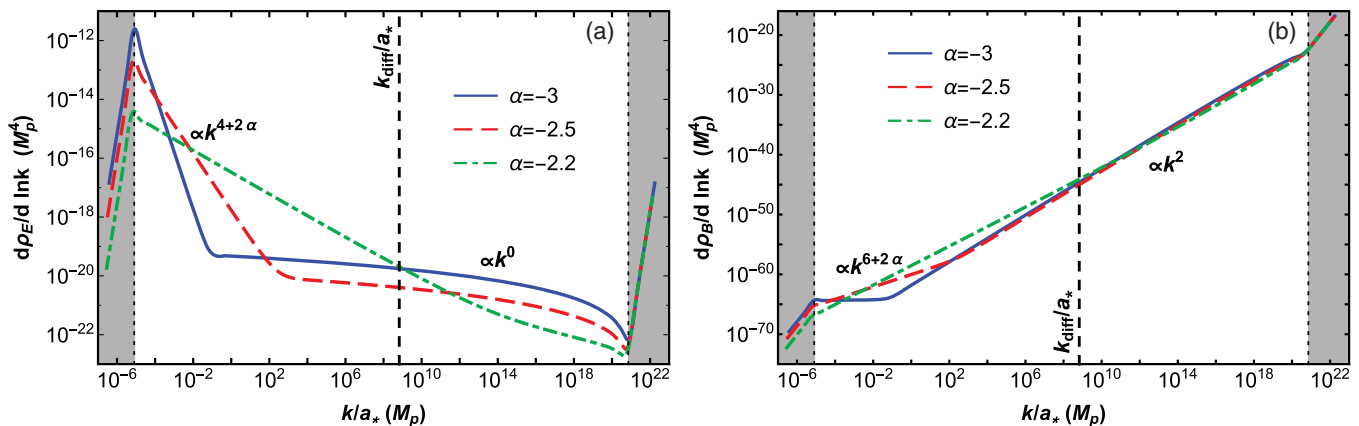 (a)
dρ_E/d lnk (M_p^4)
10^-12
10^-14
10^-16
10^-18
10^-20
10^-22
k_diff/a_*
α=-3
α=-2.5
α=-2.2
∝k^{4+2α}
∝k^0
10^-6 10^-2 10^2 10^6 10^10 10^14 10^18 10^22
k/a_* (M_p)
(b)
dρ_B/d lnk (M_p^4)
10^-20
10^-30
10^-40
10^-50
10^-60
10^-70
α=-3
α=-2.5
α=-2.2
∝k^2
∝k^{6+2α}
k_diff/a_*
10^-6 10^-2 10^2 10^6 10^10 10^14 10^18 10^22
k/a_* (M_p)